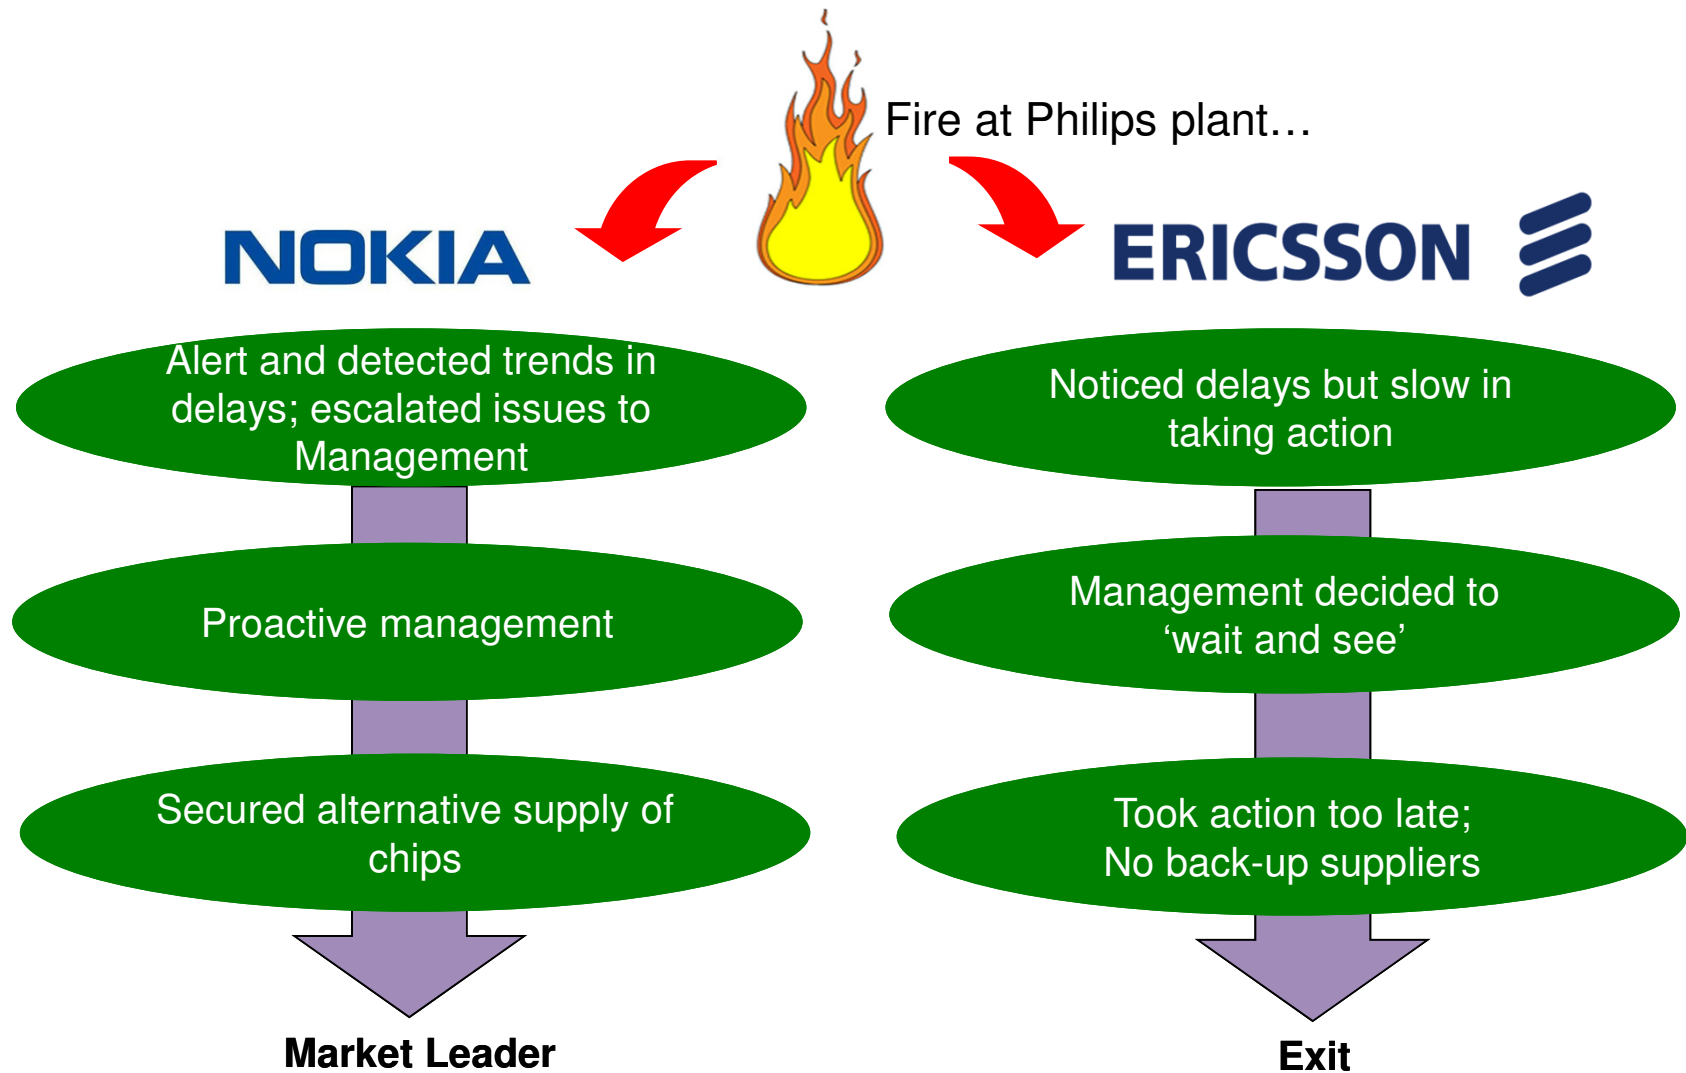 Fire at Philips plant…
NOKIA
Alert and detected trends in
delays; escalated issues to
Management
Proactive management
Secured alternative supply of
chips
Market Leader
ERICSSON
Noticed delays but slow in
taking action
Management decided to
‘wait and see’
Took action too late;
No back-up suppliers
Exit